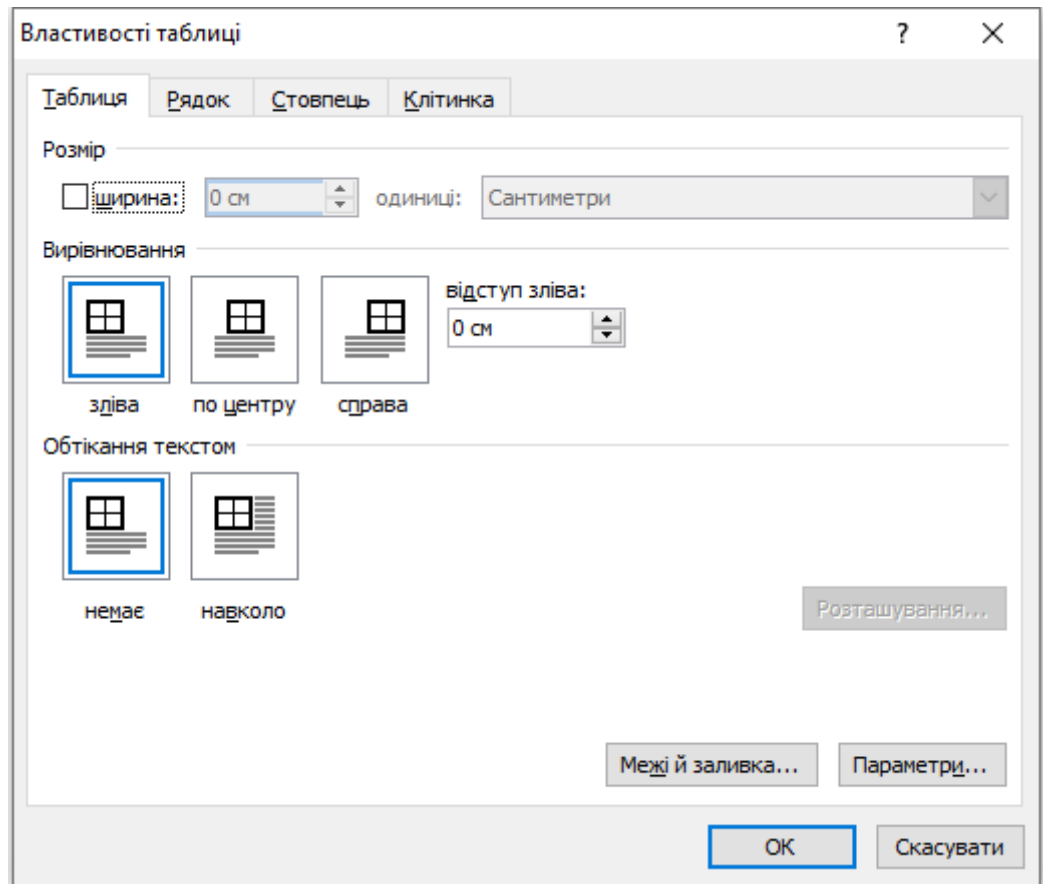 Властивості таблиці ?
Таблиця Рядок Стовпець Клітинка
Розмір
ширина: 0 см одиниці: Сантиметри
Вирівнювання
відступ зліва:
0 см
зліва по центру справа
Обтікання текстом
немає навколо
Розташування...
Межі й заливка... Параметри...
ОК Скасувати